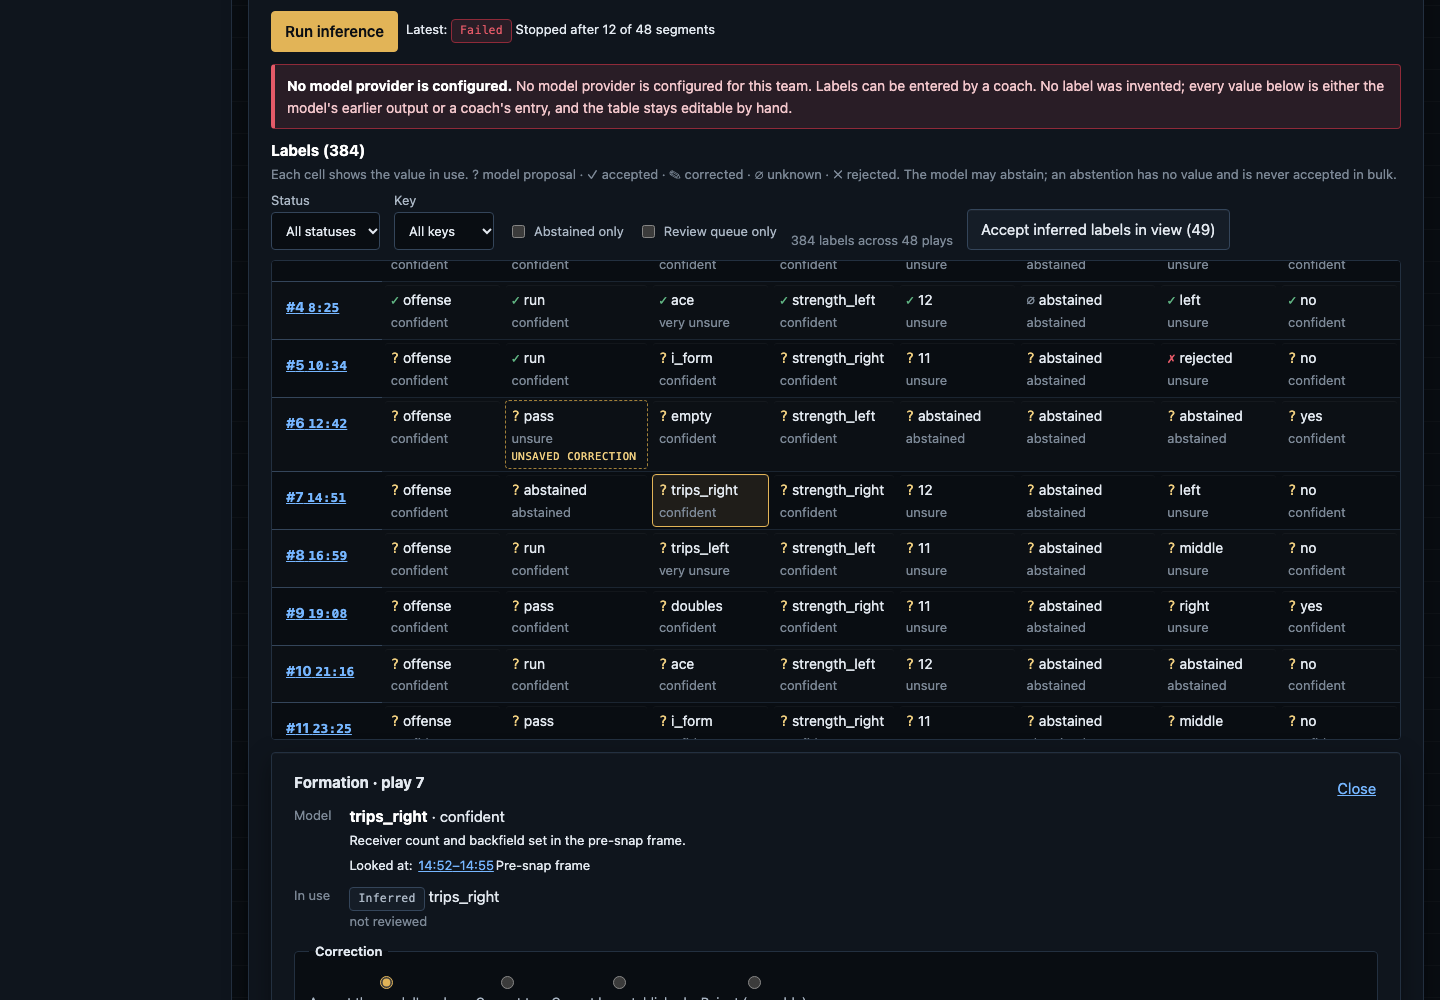 Run inference Latest: Failed Stopped after 12 of 48 segments
No model provider is configured. No model provider is configured for this team. Labels can be entered by a coach. No label was invented; every value below is either the
model's earlier output or a coach's entry, and the table stays editable by hand.
Labels (384)
Each cell shows the value in use. ? model proposal · ✓ accepted · ✎ corrected · ∅ unknown · ✕ rejected. The model may abstain; an abstention has no value and is never accepted in bulk.
Status Key
All statuses All keys Abstained only Review queue only 384 labels across 48 plays Accept inferred labels in view (49)
confident confident confident confident unsure abstained unsure confident
#4 8:25 ✓ offense ✓ run ✓ ace ✓ strength_left ✓ 12 ∅ abstained ✓ left ✓ no
confident confident very unsure confident unsure abstained unsure confident
#5 10:34 ? offense ✓ run ? i_form ? strength_right ? 11 ? abstained ✗ rejected ? no
confident confident confident confident unsure abstained unsure confident
#6 12:42 ? offense ? pass ? empty ? strength_left ? abstained ? abstained ? abstained ? yes
confident unsure confident confident abstained abstained abstained confident
UNSAVED CORRECTION
#7 14:51 ? offense ? abstained ? trips_right ? strength_right ? 12 ? abstained ? left ? no
confident abstained confident confident unsure abstained unsure confident
#8 16:59 ? offense ? run ? trips_left ? strength_left ? 11 ? abstained ? middle ? no
confident confident very unsure confident unsure abstained unsure confident
#9 19:08 ? offense ? pass ? doubles ? strength_right ? 11 ? abstained ? right ? yes
confident confident confident confident unsure abstained unsure confident
#10 21:16 ? offense ? run ? ace ? strength_left ? 12 ? abstained ? abstained ? no
confident confident confident confident unsure abstained abstained confident
#11 23:25 ? offense ? pass ? i_form ? strength_right ? 11 ? abstained ? middle ? no
Formation · play 7
Close
Model trips_right · confident
Receiver count and backfield set in the pre-snap frame.
Looked at: 14:52–14:55 Pre-snap frame
In use Inferred trips_right
not reviewed
Correction